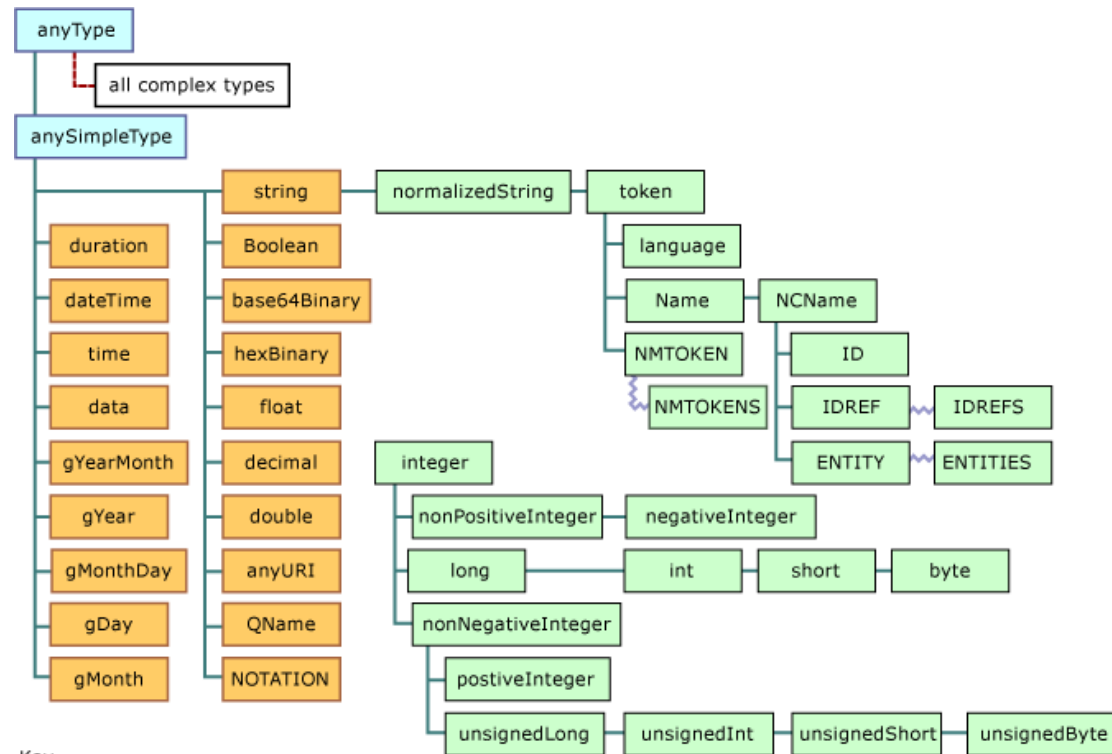 anyType
all complex types
anySimpleType
string normalizedString token
duration Boolean language
dateTime base64Binary Name NCName
time hexBinary NMTOKEN ID
data float NMTOKENS IDREF IDREFS
gYearMonth decimal integer ENTITY ENTITIES
gYear double nonPositiveInteger negativeInteger
gMonthDay anyURI long int short byte
gDay QName nonNegativeInteger
gMonth NOTATION postiveInteger
unsignedLong unsignedInt unsignedShort unsignedByte